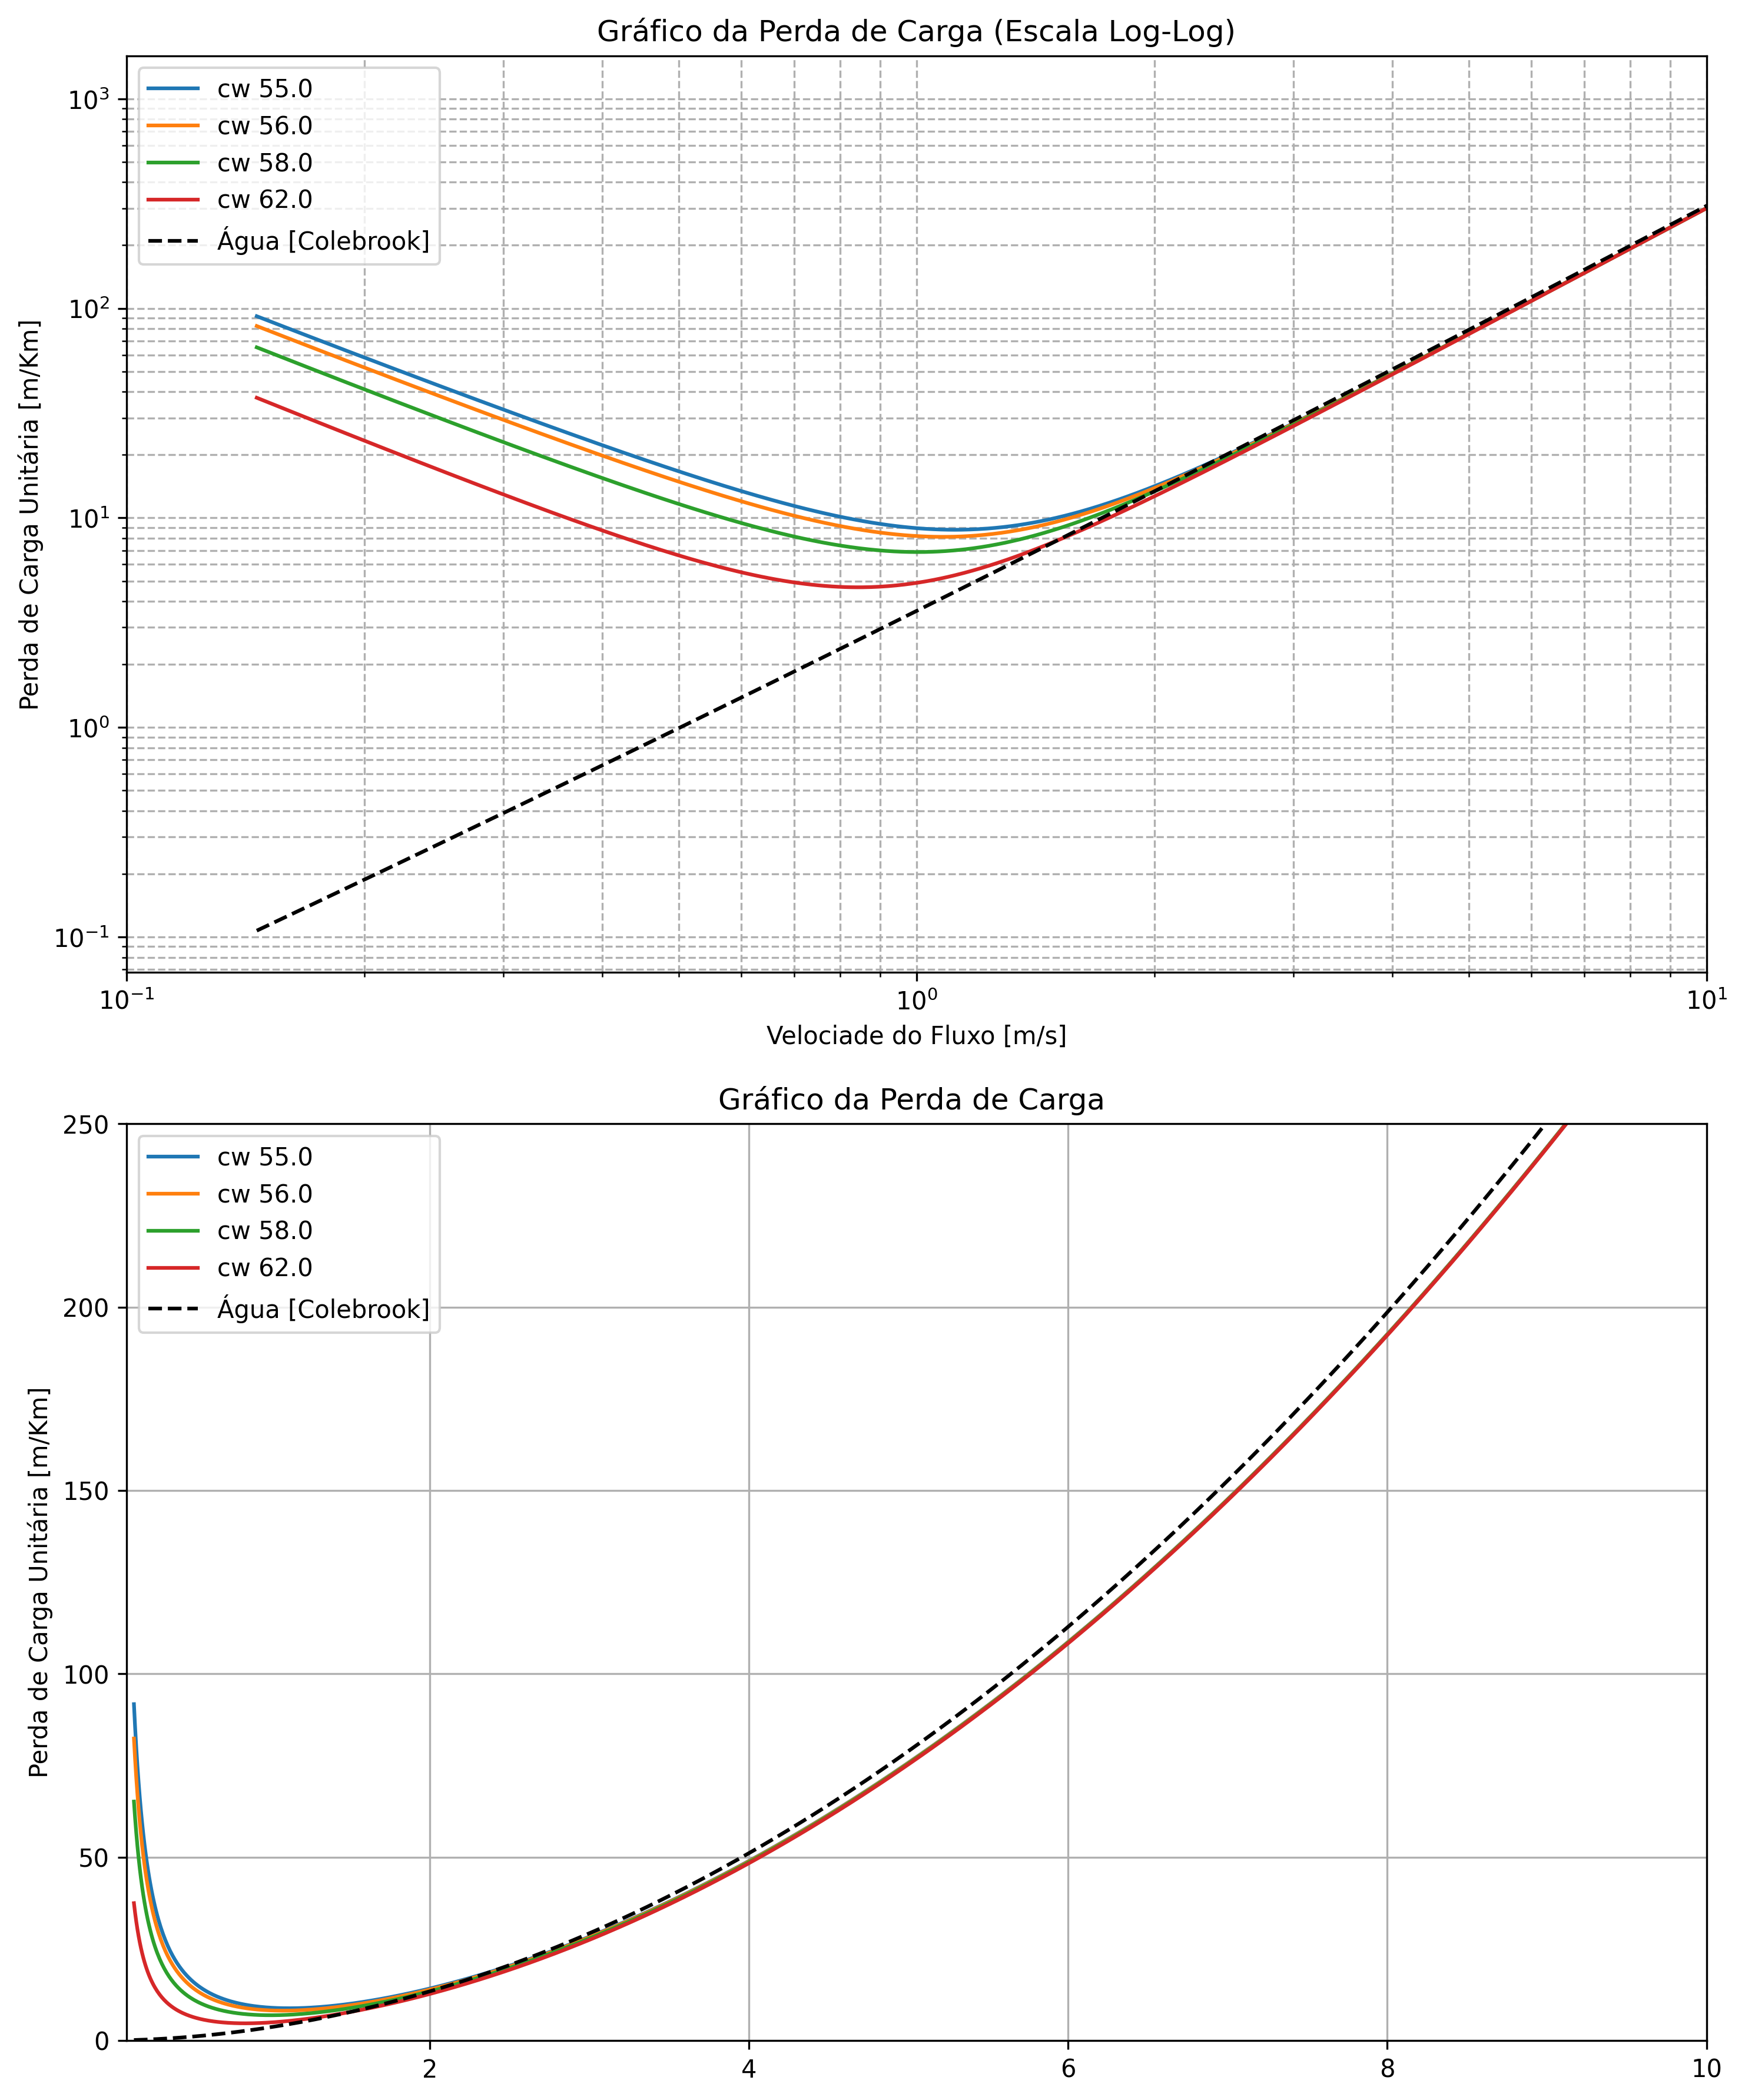 Gráfico da Perda de Carga (Escala Log-Log)
cw 55.0
cw 56.0
cw 58.0
cw 62.0
Água [Colebrook]
10³
10²
10¹
10⁰
10⁻¹
Perda de Carga Unitária [m/Km]
10⁻¹ 10⁰ 10¹
Velociade do Fluxo [m/s]
Gráfico da Perda de Carga
cw 55.0
cw 56.0
cw 58.0
cw 62.0
Água [Colebrook]
250
200
150
100
50
0
Perda de Carga Unitária [m/Km]
2 4 6 8 10